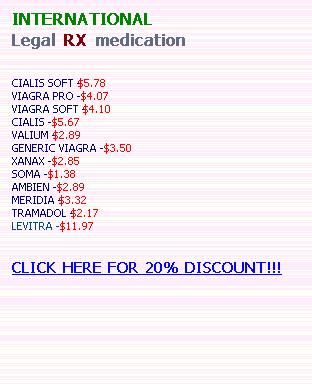 INTERNATIONAL
Legal RX medication
CIALIS SOFT $5.78
VIAGRA PRO -$4.07
VIAGRA SOFT $4.10
CIALIS -$5.67
VALIUM $2.89
GENERIC VIAGRA -$3.50
XANAX -$2.85
SOMA -$1.38
AMBIEN -$2.89
MERIDIA $3.32
TRAMADOL $2.17
LEVITRA -$11.97
CLICK HERE FOR 20% DISCOUNT!!!